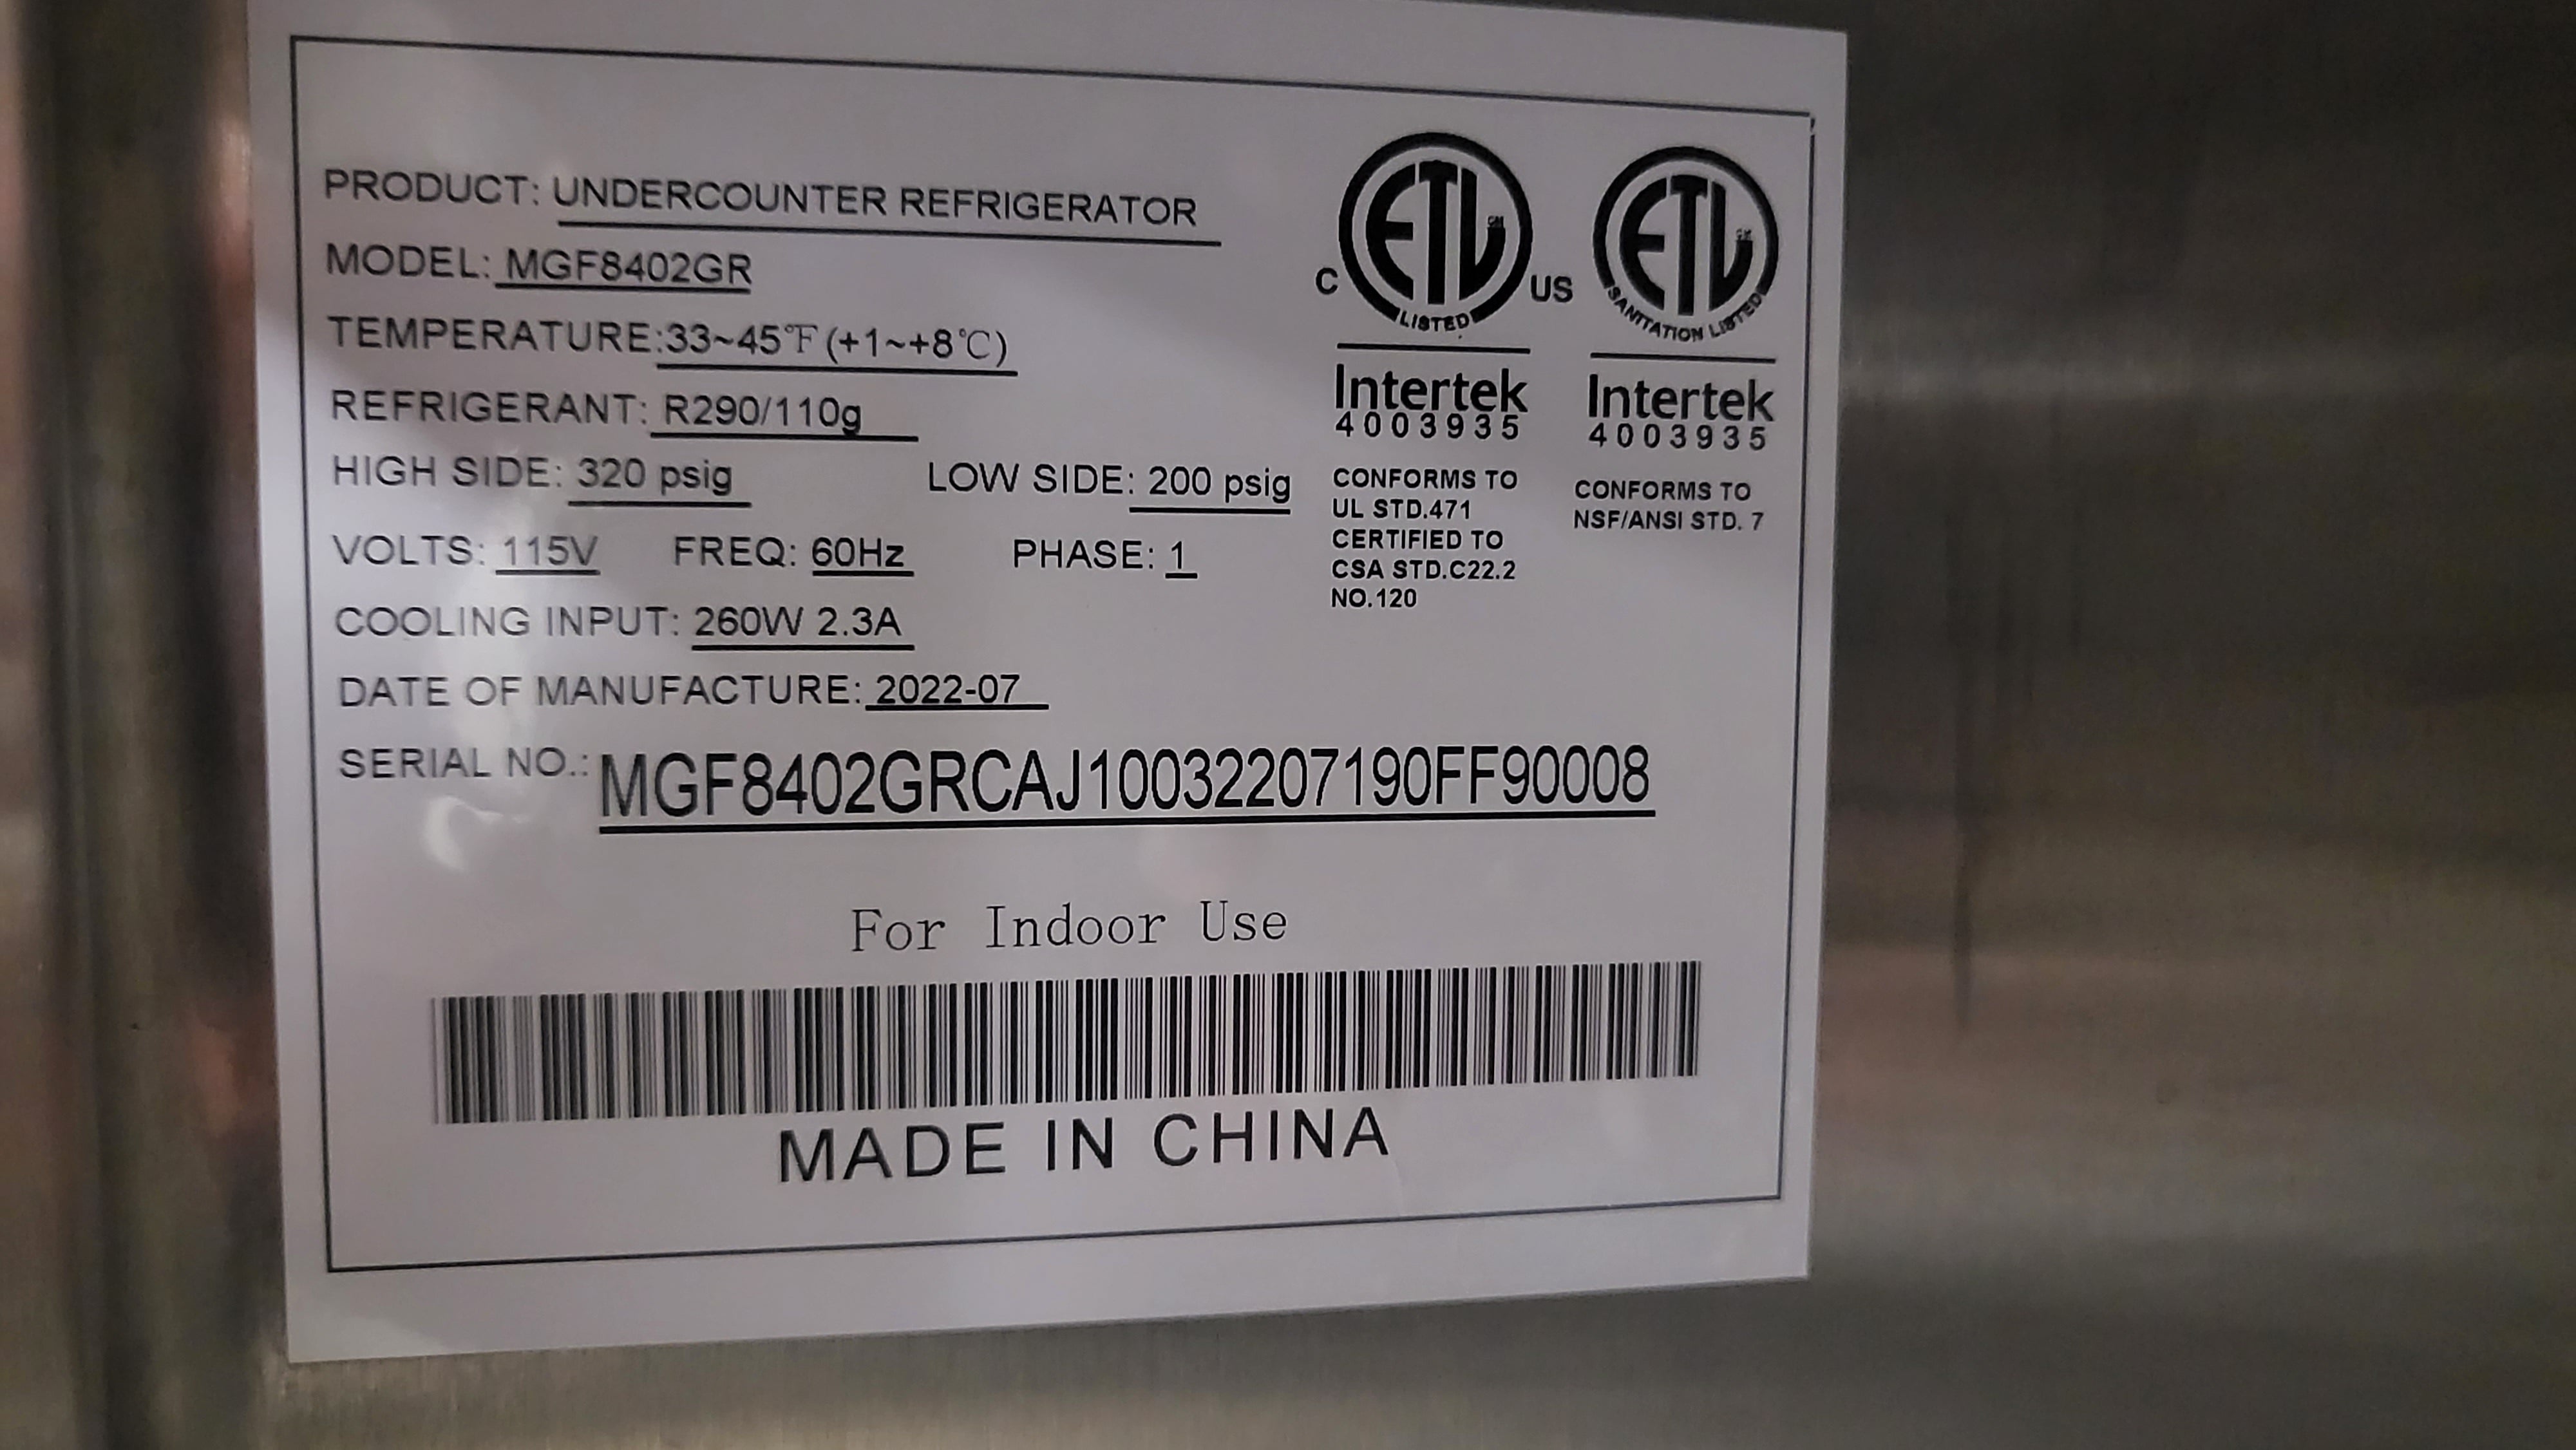 PRODUCT: UNDERCOUNTER REFRIGERATOR
MODEL: MGF8402GR
TEMPERATURE:33~45℉(+1~+8℃)
REFRIGERANT: R290/110g
HIGH SIDE: 320 psig LOW SIDE: 200 psig
VOLTS: 115V FREQ: 60Hz PHASE: 1
COOLING INPUT: 260W 2.3A
DATE OF MANUFACTURE: 2022-07
SERIAL NO.: MGF8402GRCAJ10032207190FF90008
C ETL US
LISTED
Intertek
4003935
CONFORMS TO
UL STD.471
CERTIFIED TO
CSA STD.C22.2
NO.120
ETL
SANITATION LISTED
Intertek
4003935
CONFORMS TO
NSF/ANSI STD. 7
For Indoor Use
MADE IN CHINA